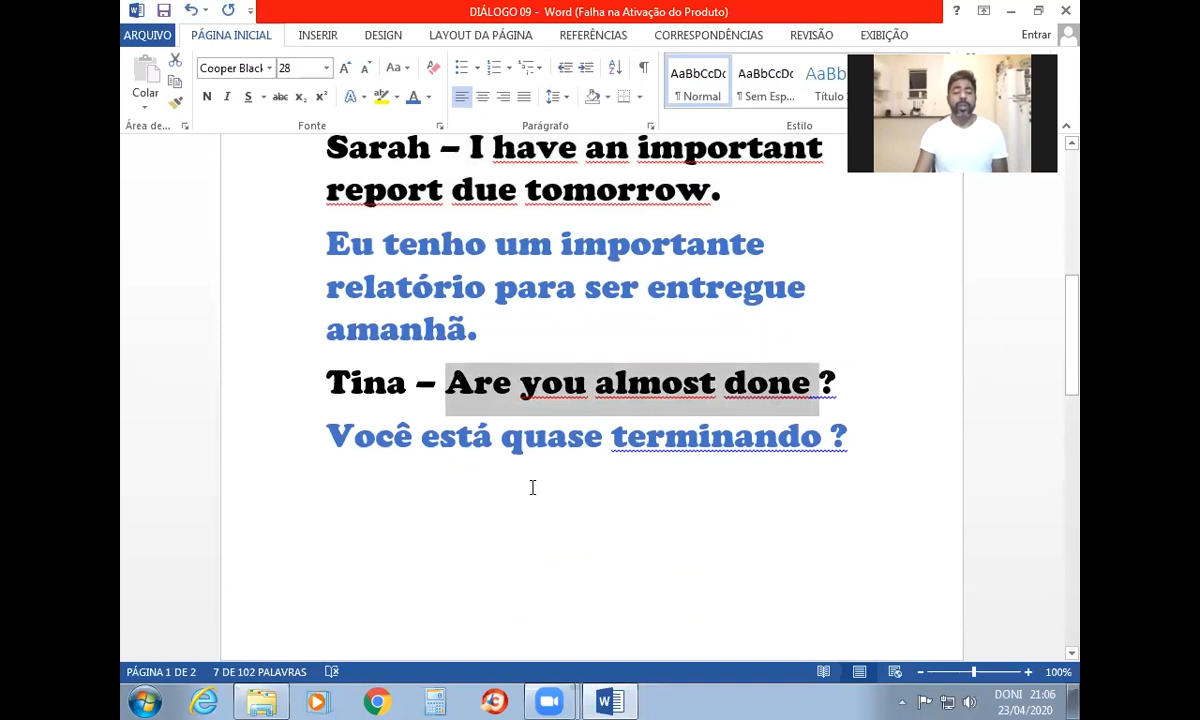 DIÁLOGO 09 - Word (Falha na Ativação do Produto)
?
ARQUIVO PÁGINA INICIAL INSERIR DESIGN LAYOUT DA PÁGINA REFERÊNCIAS CORRESPONDÊNCIAS REVISÃO EXIBIÇÃO Entrar
Colar
Cooper Black 28
Aa
N I S abc x₂ x²
AaBbCcDc AaBbCcDc AaBb
¶ Normal ¶ Sem Esp... Título
Área de... Fonte Parágrafo Estilo
Sarah – I have an important
report due tomorrow.
Eu tenho um importante
relatório para ser entregue
amanhã.
Tina – Are you almost done ?
Você está quase terminando ?
PÁGINA 1 DE 2 7 DE 102 PALAVRAS 100%
DONI 21:06
23/04/2020